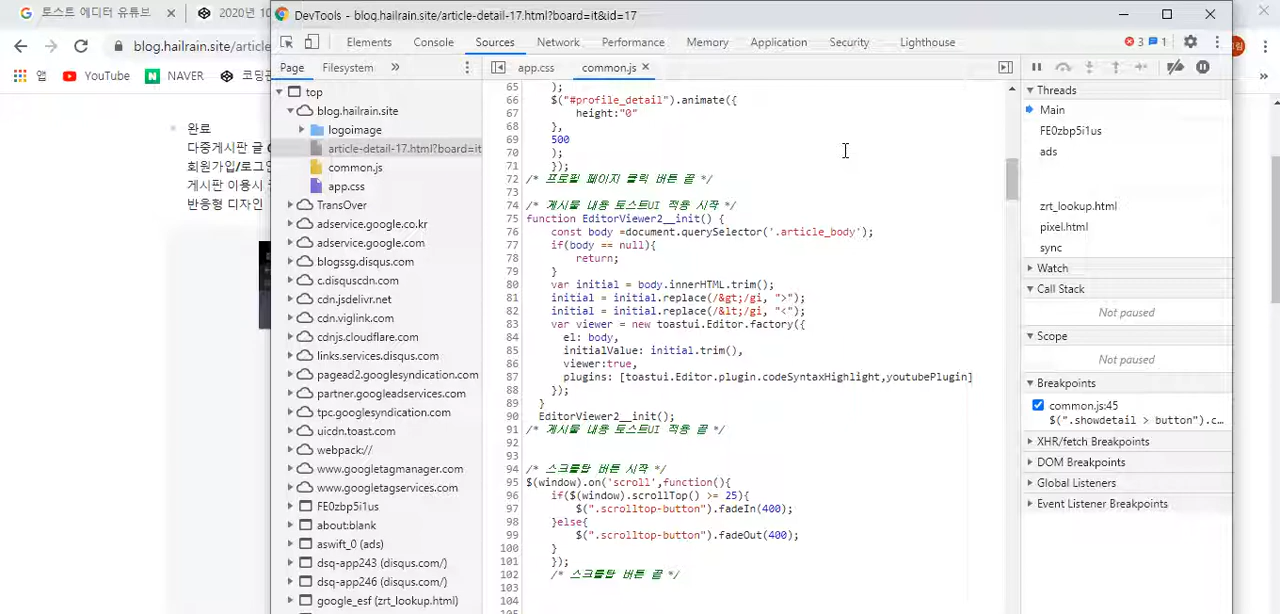 토스트 에디터 유튜브
2020년 10
DevTools - blog.hailrain.site/article-detail-17.html?board=it&id=17
blog.hailrain.site/article
앱
YouTube
NAVER
완료
다중게시판 글
회원가입/로그인
게시판 이용시
반응형 디자인
Elements
Console
Sources
Network
Performance
Memory
Application
Security
Lighthouse
3
1
Page
Filesystem
app.css
common.js
top
blog.hailrain.site
logoimage
article-detail-17.html?board=it
common.js
app.css
TransOver
adservice.google.co.kr
adservice.google.com
blogssg.disqus.com
c.disquscdn.com
cdn.jsdelivr.net
cdn.viglink.com
cdnjs.cloudflare.com
links.services.disqus.com
pagead2.googlesyndication.com
partner.googleadservices.com
tpc.googlesyndication.com
uicdn.toast.com
webpack://
www.googletagmanager.com
www.googletagservices.com
FE0zbp5i1us
about:blank
aswift_0 (ads)
dsq-app243 (disqus.com/)
dsq-app246 (disqus.com/)
google_esf (zrt_lookup.html)
65 );
66 $("#profile_detail").animate({
67 height:"0"
68 },
69 500
70 );
71 });
72 /* 프로필 페이지 클릭 버튼 끝 */
73
74 /* 게시물 내용 토스트UI 적용 시작 */
75 function EditorViewer2__init() {
76 const body =document.querySelector('.article_body');
77 if(body == null){
78 return;
79 }
80 var initial = body.innerHTML.trim();
81 initial = initial.replace(/&gt;/gi, ">");
82 initial = initial.replace(/&lt;/gi, "<");
83 var viewer = new toastui.Editor.factory({
84 el: body,
85 initialValue: initial.trim(),
86 viewer:true,
87 plugins: [toastui.Editor.plugin.codeSyntaxHighlight,youtubePlugin]
88 });
89 }
90 EditorViewer2__init();
91 /* 게시물 내용 토스트UI 적용 끝 */
92
93
94 /* 스크롤탑 버튼 시작 */
95 $(window).on('scroll',function(){
96 if($(window).scrollTop() >= 25){
97 $(".scrolltop-button").fadeIn(400);
98 }else{
99 $(".scrolltop-button").fadeOut(400);
100 }
101 });
102 /* 스크롤탑 버튼 끝 */
103
104
Threads
Main
FE0zbp5i1us
ads
zrt_lookup.html
pixel.html
sync
Watch
Call Stack
Not paused
Scope
Not paused
Breakpoints
common.js:45
$(".showdetail > button").c…
XHR/fetch Breakpoints
DOM Breakpoints
Global Listeners
Event Listener Breakpoints